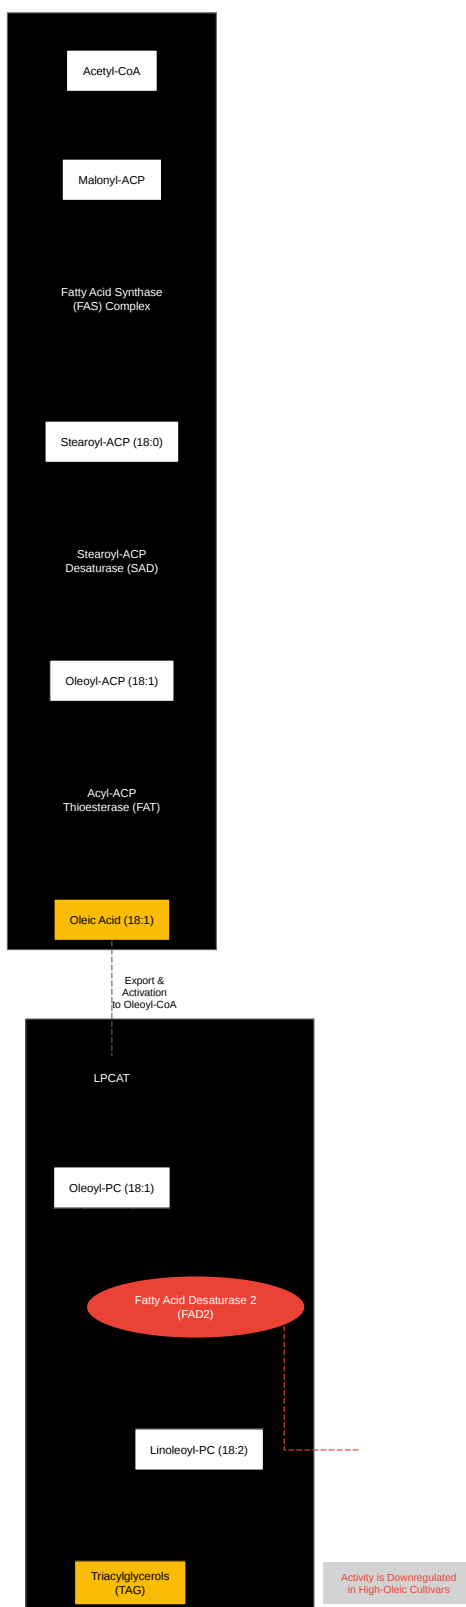 Acetyl-CoA
Malonyl-ACP
Fatty Acid Synthase
(FAS) Complex
Stearoyl-ACP (18:0)
Stearoyl-ACP
Desaturase (SAD)
Oleoyl-ACP (18:1)
Acyl-ACP
Thioesterase (FAT)
Oleic Acid (18:1)
Export &
Activation
to Oleoyl-CoA
LPCAT
Oleoyl-PC (18:1)
Fatty Acid Desaturase 2
(FAD2)
Linoleoyl-PC (18:2)
Triacylglycerols
(TAG)
Activity is Downregulated
in High-Oleic Cultivars